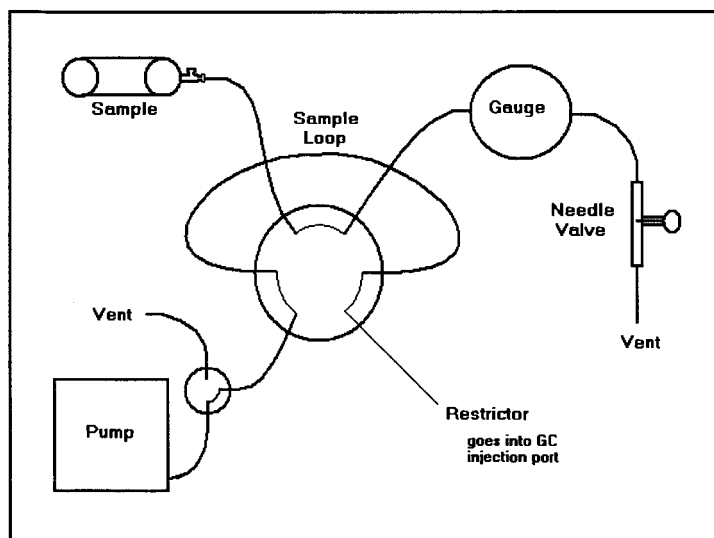 Sample
Sample
Loop
Gauge
Needle
Valve
Vent
Vent
Pump
Restrictor
goes into GC
injection port